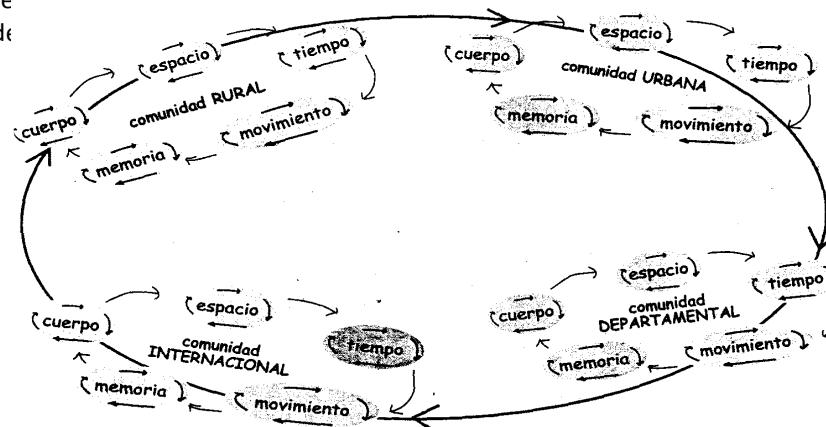 de
espacio
tiempo
cuerpo
comunidad RURAL
memoria
movimiento
cuerpo
espacio
tiempo
comunidad URBANA
memoria
movimiento
cuerpo
espacio
tiempo
comunidad
INTERNACIONAL
memoria
movimiento
cuerpo
espacio
tiempo
comunidad
DEPARTAMENTAL
memoria
movimiento